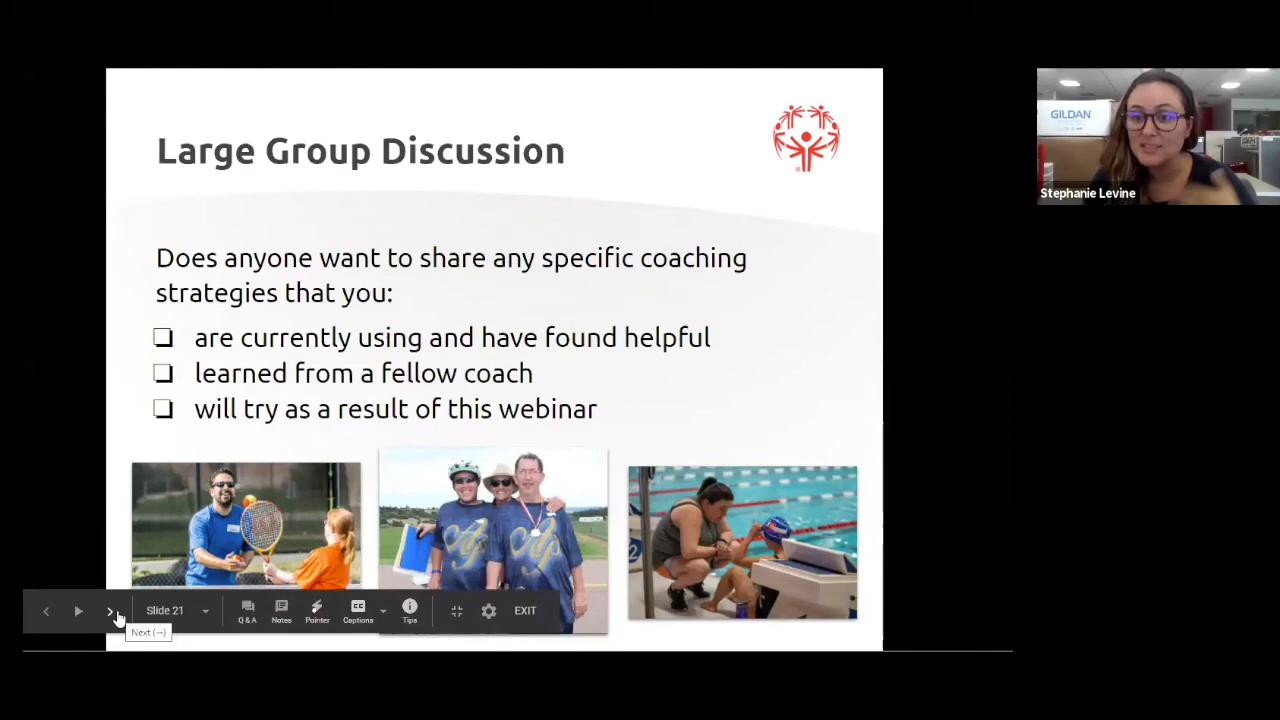 Large Group Discussion
Does anyone want to share any specific coaching
strategies that you:
❏ are currently using and have found helpful
❏ learned from a fellow coach
❏ will try as a result of this webinar
GILDAN
Stephanie Levine
Slide 21
Q & A
Notes
Pointer
Captions
Tips
EXIT
Next (→)
2